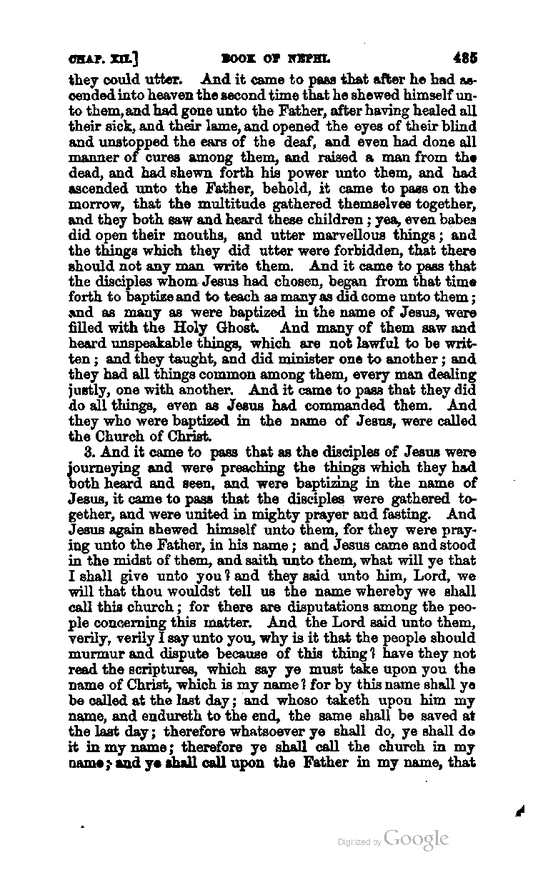 CHAP. XII.] BOOK OF NEPHI. 485
they could utter. And it came to pass that after he had as-
cended into heaven the second time that he shewed himself un-
to them, and had gone unto the Father, after having healed all
their sick, and their lame, and opened the eyes of their blind
and unstopped the ears of the deaf, and even had done all
manner of cures among them, and raised a man from the
dead, and had shewn forth his power unto them, and had
ascended unto the Father, behold, it came to pass on the
morrow, that the multitude gathered themselves together,
and they both saw and heard these children; yea, even babes
did open their mouths, and utter marvellous things; and
the things which they did utter were forbidden, that there
should not any man write them. And it came to pass that
the disciples whom Jesus had chosen, began from that time
forth to baptise and to teach as many as did come unto them;
and as many as were baptized in the name of Jesus, were
filled with the Holy Ghost. And many of them saw and
heard unspeakable things, which are not lawful to be writ-
ten; and they taught, and did minister one to another; and
they had all things common among them, every man dealing
justly, one with another. And it came to pass that they did
do all things, even as Jesus had commanded them. And
they who were baptized in the name of Jesus, were called
the Church of Christ.
3. And it came to pass that as the disciples of Jesus were
journeying and were preaching the things which they had
both heard and seen, and were baptizing in the name of
Jesus, it came to pass that the disciples were gathered to-
gether, and were united in mighty prayer and fasting. And
Jesus again shewed himself unto them, for they were pray-
ing unto the Father, in his name; and Jesus came and stood
in the midst of them, and saith unto them, what will ye that
I shall give unto you? and they said unto him, Lord, we
will that thou wouldst tell us the name whereby we shall
call this church; for there are disputations among the peo-
ple concerning this matter. And the Lord said unto them,
verily, verily I say unto you, why is it that the people should
murmur and dispute because of this thing? have they not
read the scriptures, which say ye must take upon you the
name of Christ, which is my name? for by this name shall ye
be called at the last day; and whoso taketh upon him my
name, and endureth to the end, the same shall be saved at
the last day; therefore whatsoever ye shall do, ye shall do
it in my name; therefore ye shall call the church in my
name; and ye shall call upon the Father in my name, that
Digitized by Google